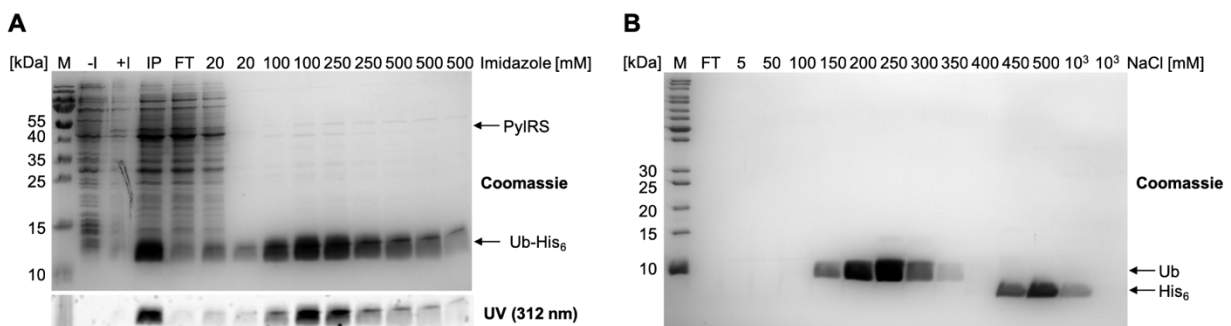 A
[kDa] M -I +I IP FT 20 20 100 100 250 250 500 500 500 Imidazole [mM]
55
40
35
25
15
10
PylRS
Coomassie
Ub-His₆
UV (312 nm)
B
[kDa] M FT 5 50 100 150 200 250 300 350 400 450 500 10³ 10³ NaCl [mM]
30
25
20
15
10
Coomassie
Ub
His₆